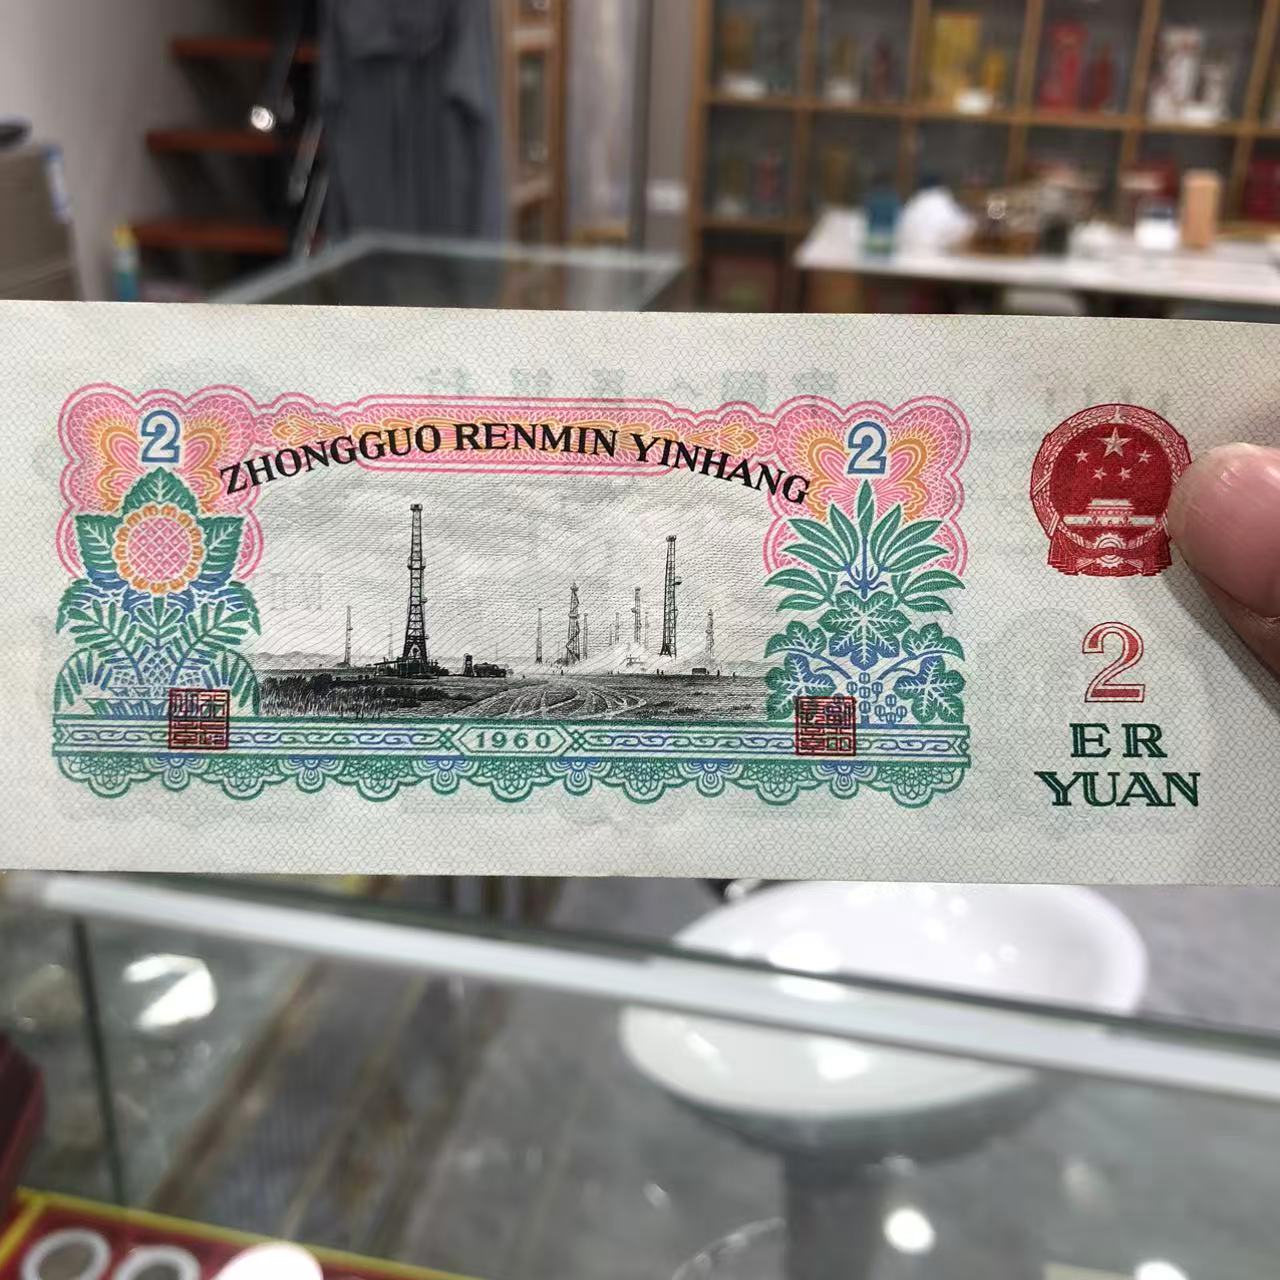 2
2
ZHONGGUO RENMIN YINHANG
1960
2
ER
YUAN